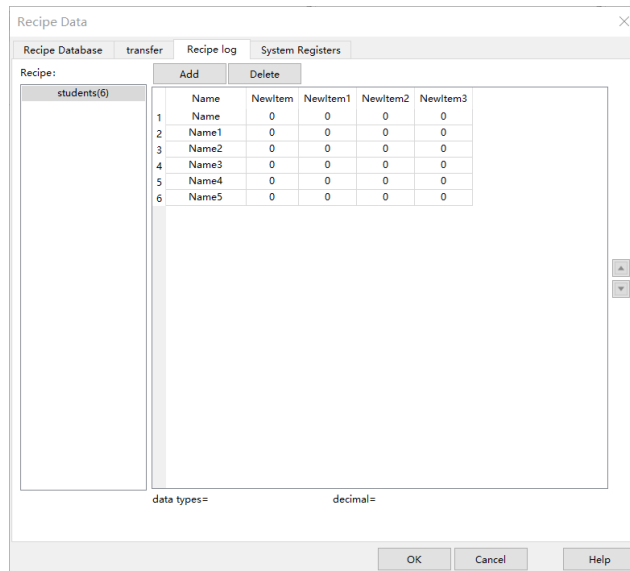 Recipe Data
Recipe Database transfer Recipe log System Registers
Recipe: Add Delete
students(6)
Name NewItem NewItem1 NewItem2 NewItem3
1 Name 0 0 0 0
2 Name1 0 0 0 0
3 Name2 0 0 0 0
4 Name3 0 0 0 0
5 Name4 0 0 0 0
6 Name5 0 0 0 0
data types= decimal=
OK Cancel Help